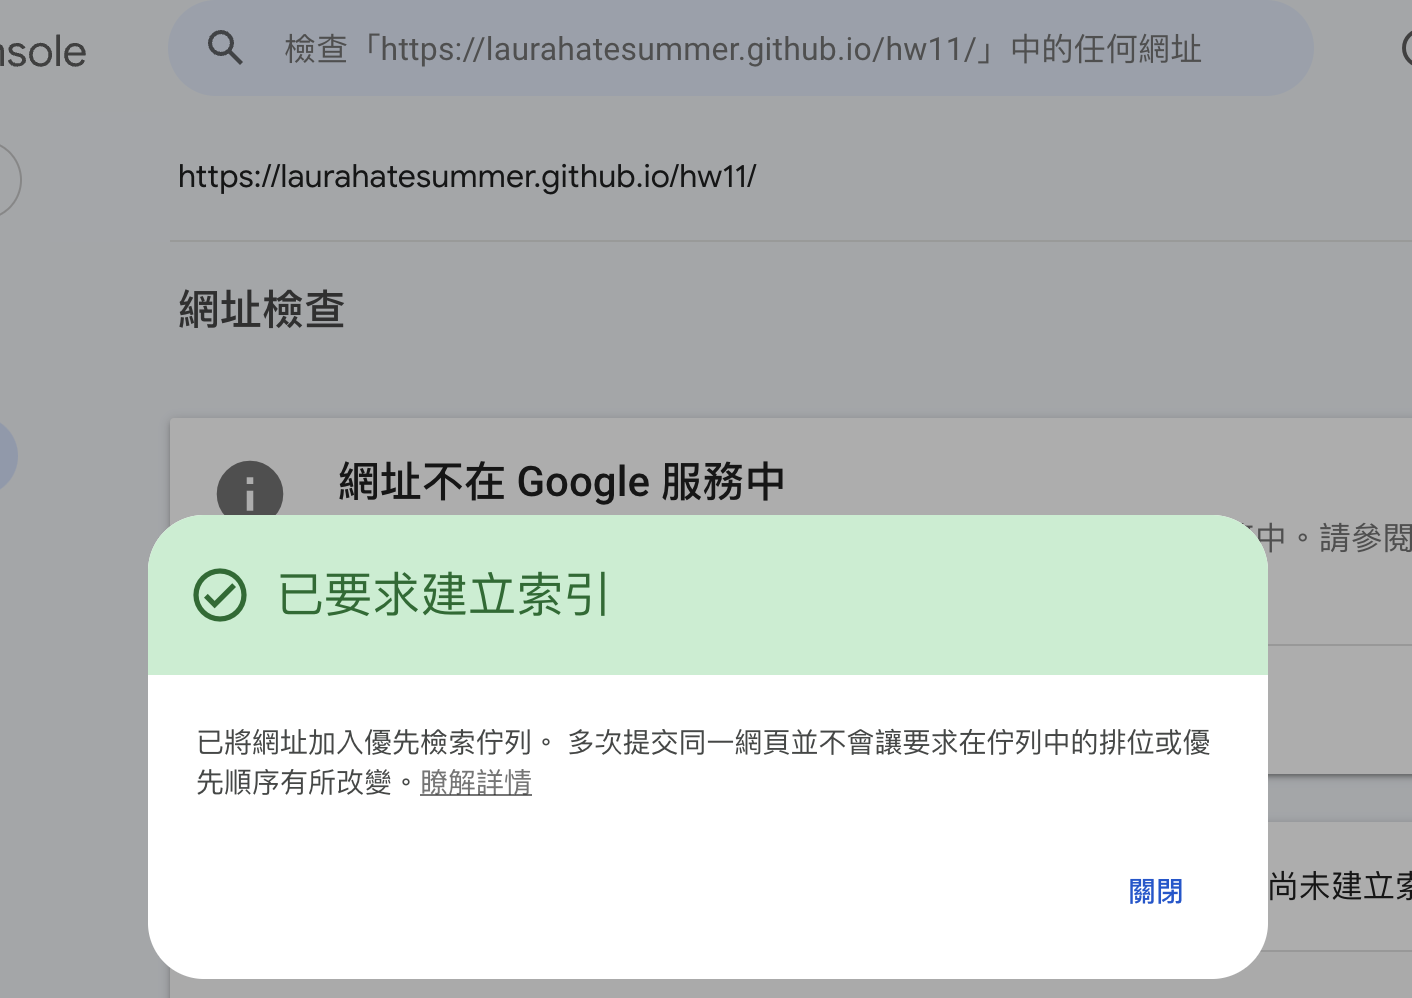 nsole
檢查「https://laurahatesummer.github.io/hw11/」中的任何網址
https://laurahatesummer.github.io/hw11/
網址檢查
網址不在 Google 服務中
中。請參閱
已要求建立索引
已將網址加入優先檢索佇列。 多次提交同一網頁並不會讓要求在佇列中的排位或優
先順序有所改變。瞭解詳情
關閉
尚未建立索